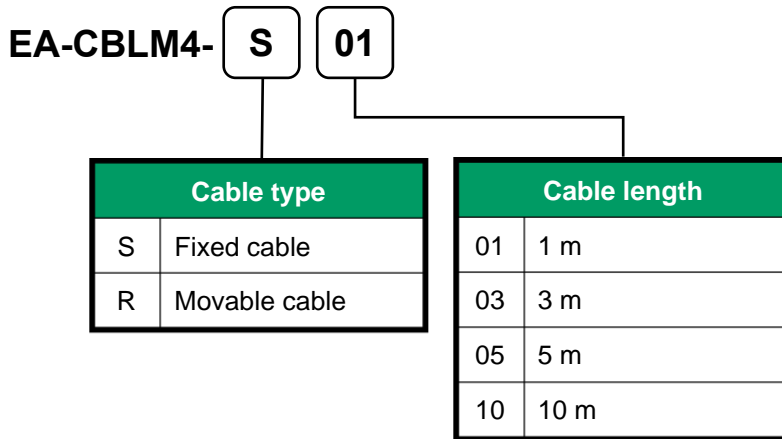 EA-CBLM4- S 01
Cable type
S Fixed cable
R Movable cable
Cable length
01 1 m
03 3 m
05 5 m
10 10 m